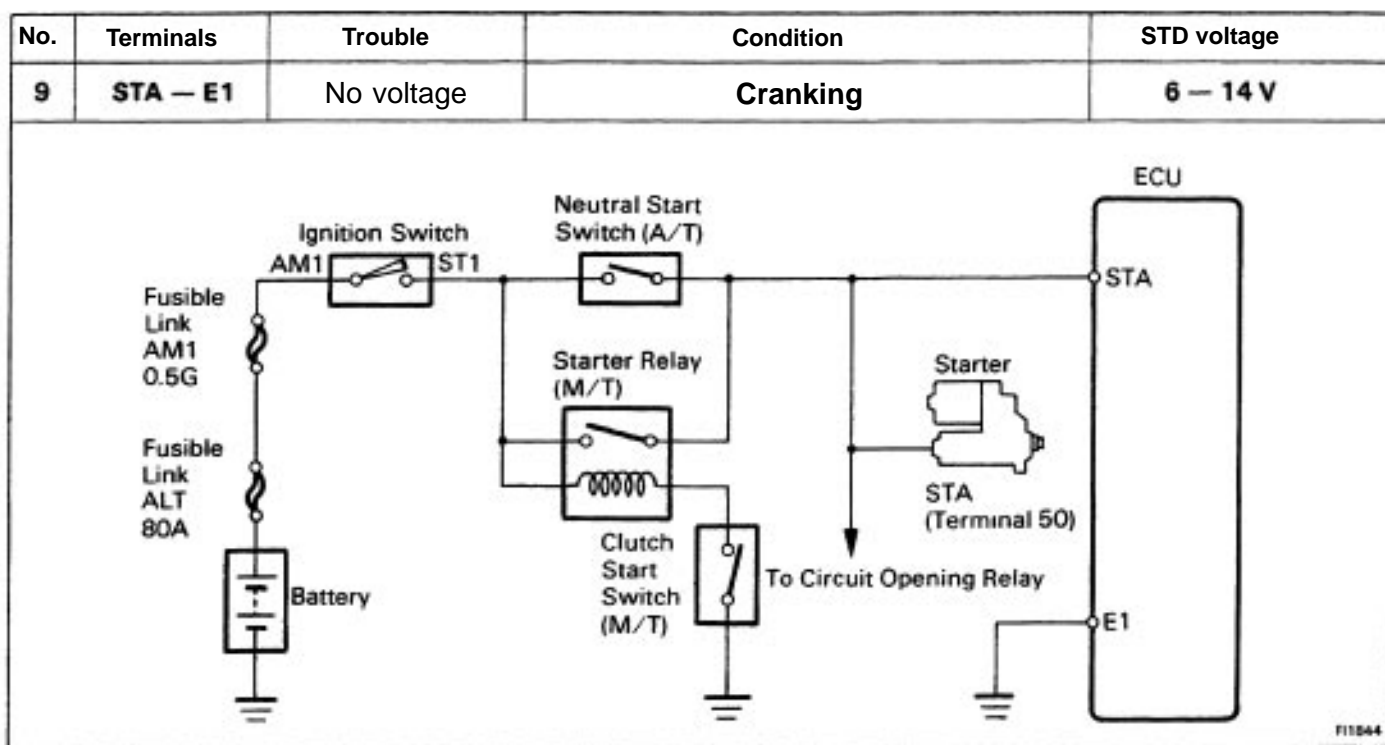 No. Terminals Trouble Condition STD voltage
9 STA — E1 No voltage Cranking 6 — 14 V
ECU
Neutral Start
Switch (A/T)
Ignition Switch
AM1 ST1
STA
Fusible
Link
AM1
0.5G
Starter Relay
(M/T)
Starter
Fusible
Link
ALT
80A
STA
(Terminal 50)
Clutch
Start
Switch
(M/T)
To Circuit Opening Relay
Battery
E1
FI1844